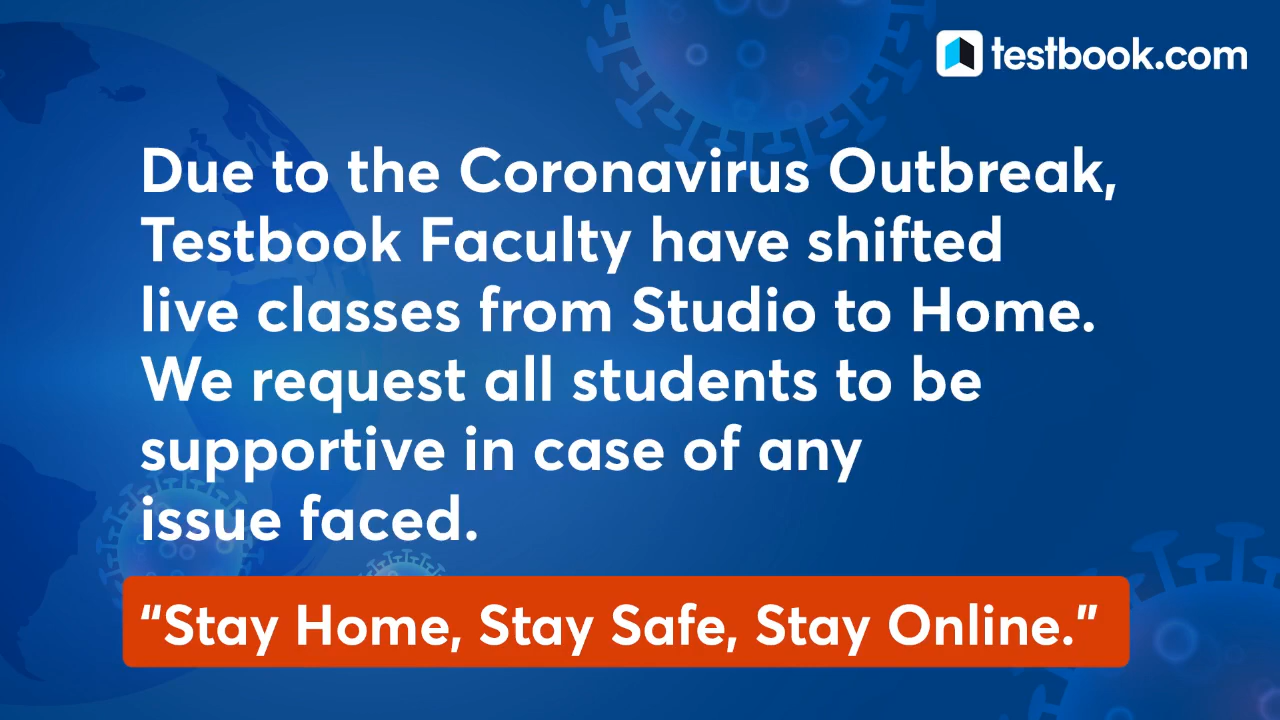 testbook.com
Due to the Coronavirus Outbreak,
Testbook Faculty have shifted
live classes from Studio to Home.
We request all students to be
supportive in case of any
issue faced.
“Stay Home, Stay Safe, Stay Online.”